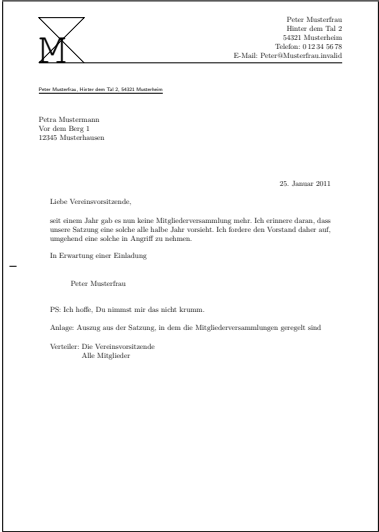 M
Peter Musterfrau
Hinter dem Tal 2
54321 Musterheim
Telefon: 0 12 34 56 78
E-Mail: Peter@Musterfrau.invalid
Peter Musterfrau, Hinter dem Tal 2, 54321 Musterheim
Petra Mustermann
Vor dem Berg 1
12345 Musterhausen
25. Januar 2011
Liebe Vereinsvorsitzende,
seit einem Jahr gab es nun keine Mitgliederversammlung mehr. Ich erinnere daran, dass
unsere Satzung eine solche alle halbe Jahr vorsieht. Ich fordere den Vorstand daher auf,
umgehend eine solche in Angriff zu nehmen.
In Erwartung einer Einladung
Peter Musterfrau
PS: Ich hoffe, Du nimmst mir das nicht krumm.
Anlage: Auszug aus der Satzung, in dem die Mitgliederversammlungen geregelt sind
Verteiler: Die Vereinsvorsitzende
Alle Mitglieder